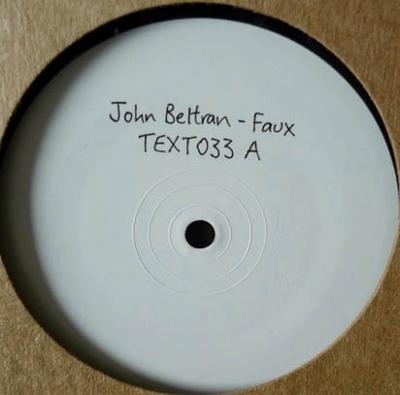 John Beltran - Faux
TEXT033 A